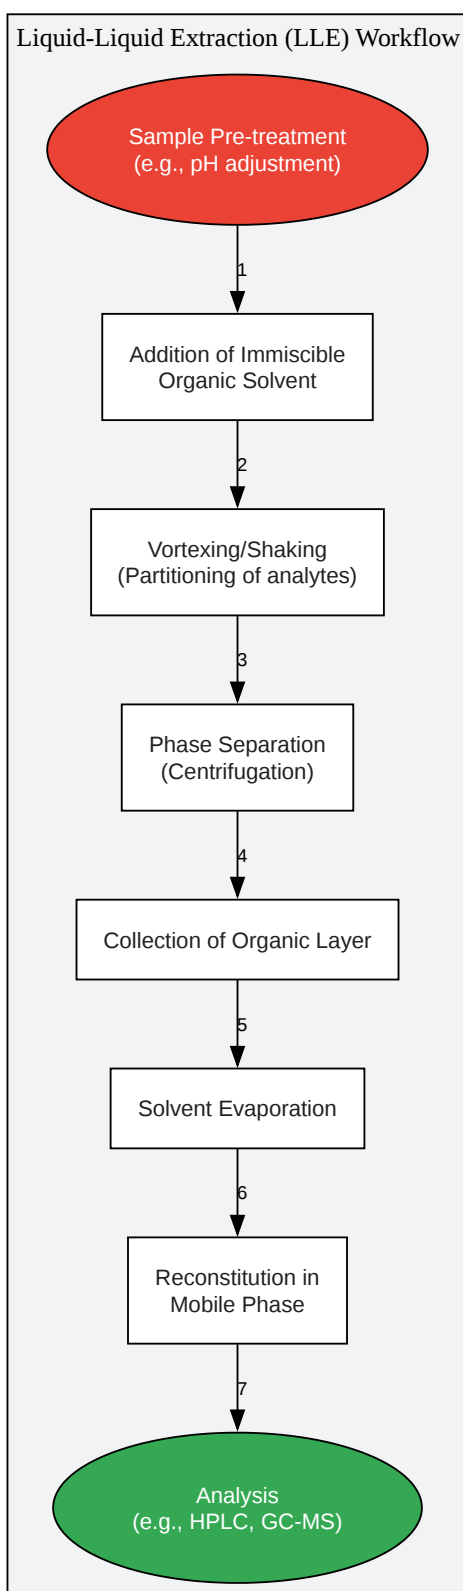 Liquid-Liquid Extraction (LLE) Workflow
Sample Pre-treatment
(e.g., pH adjustment)
1
Addition of Immiscible
Organic Solvent
2
Vortexing/Shaking
(Partitioning of analytes)
3
Phase Separation
(Centrifugation)
4
Collection of Organic Layer
5
Solvent Evaporation
6
Reconstitution in
Mobile Phase
7
Analysis
(e.g., HPLC, GC-MS)